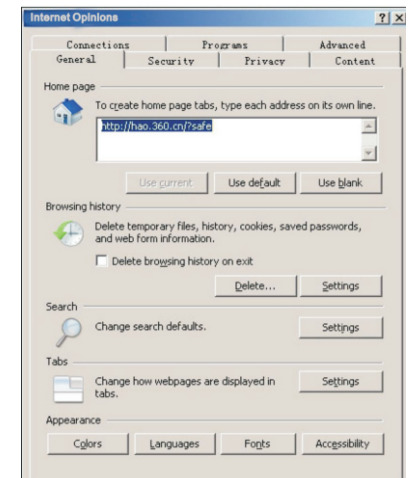 Internet Opinions
? x
Connections Programs Advanced
General Security Privacy Content
Home page
To create home page tabs, type each address on its own line.
http://hao.360.cn/?safe
Use current Use default Use blank
Browsing history
Delete temporary files, history, cookies, saved passwords,
and web form information.
Delete browsing history on exit
Delete... Settings
Search
Change search defaults. Settings
Tabs
Change how webpages are displayed in
tabs.
Settings
Appearance
Colors Languages Fonts Accessibility